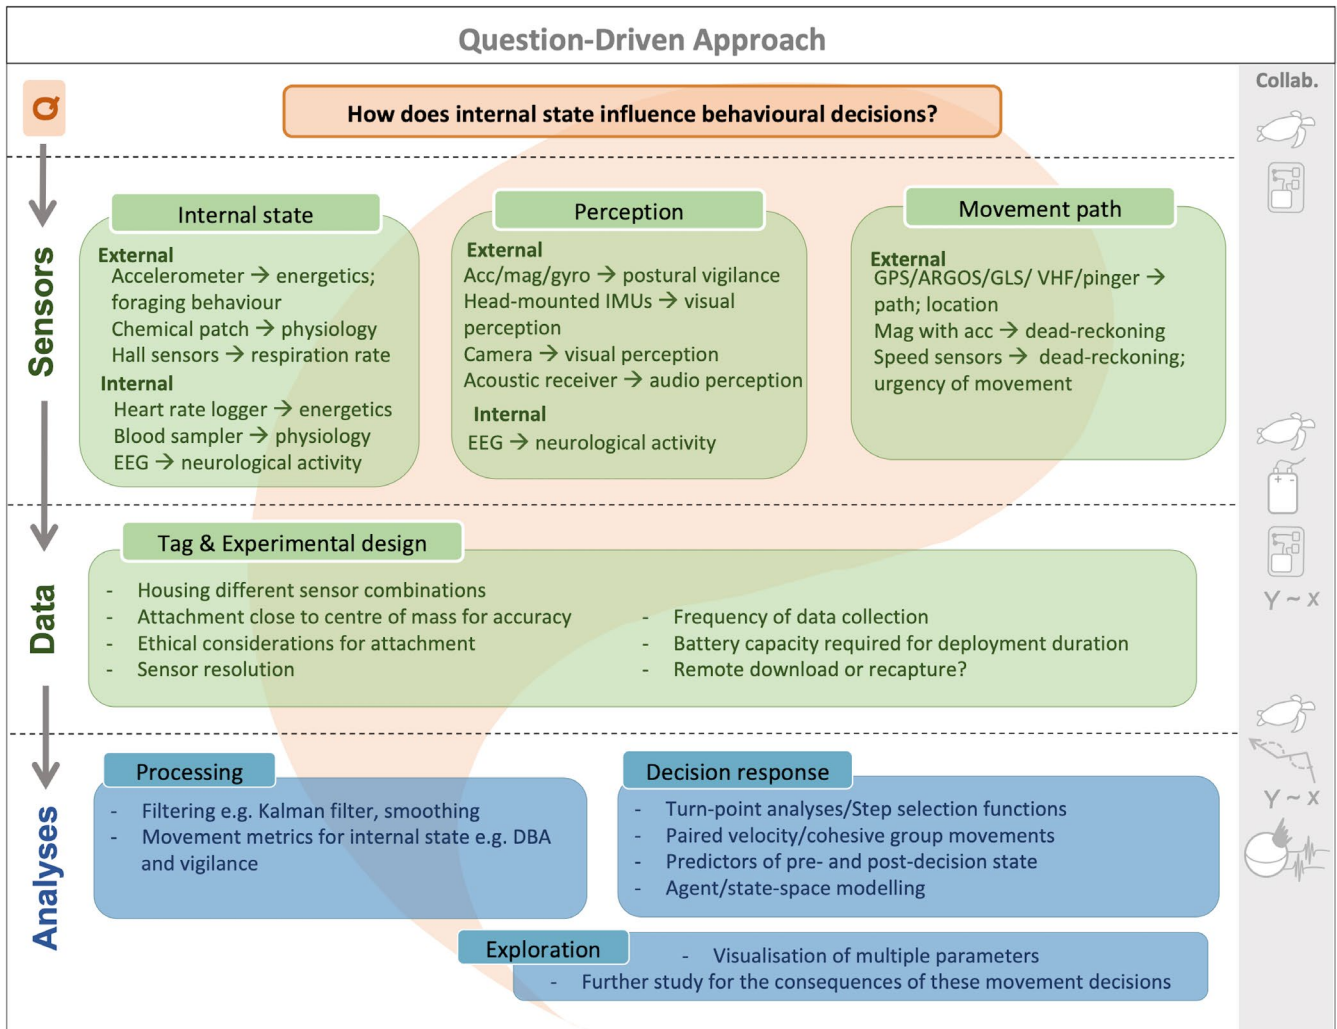 Question-Driven Approach
Collab.
Q
How does internal state influence behavioural decisions?
Sensors
Internal state
External
Accelerometer → energetics;
foraging behaviour
Chemical patch → physiology
Hall sensors → respiration rate
Internal
Heart rate logger → energetics
Blood sampler → physiology
EEG → neurological activity
Perception
External
Acc/mag/gyro → postural vigilance
Head-mounted IMUs → visual
perception
Camera → visual perception
Acoustic receiver → audio perception
Internal
EEG → neurological activity
Movement path
External
GPS/ARGOS/GLS/ VHF/pinger →
path; location
Mag with acc → dead-reckoning
Speed sensors → dead-reckoning;
urgency of movement
Data
Tag & Experimental design
- Housing different sensor combinations
- Attachment close to centre of mass for accuracy
- Ethical considerations for attachment
- Sensor resolution
- Frequency of data collection
- Battery capacity required for deployment duration
- Remote download or recapture?
+ -
Y ~ X
Analyses
Processing
- Filtering e.g. Kalman filter, smoothing
- Movement metrics for internal state e.g. DBA
and vigilance
Decision response
- Turn-point analyses/Step selection functions
- Paired velocity/cohesive group movements
- Predictors of pre- and post-decision state
- Agent/state-space modelling
Y ~ X
Exploration
- Visualisation of multiple parameters
- Further study for the consequences of these movement decisions